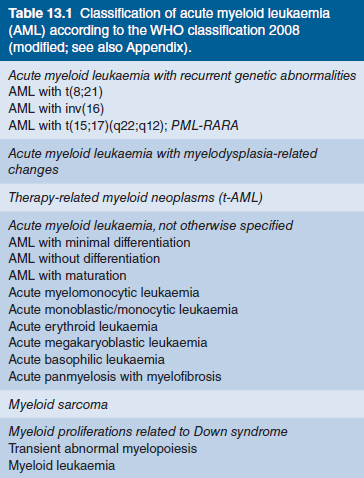 Table 13.1 Classification of acute myeloid leukaemia
(AML) according to the WHO classification 2008
(modified; see also Appendix).
Acute myeloid leukaemia with recurrent genetic abnormalities
AML with t(8;21)
AML with inv(16)
AML with t(15;17)(q22;q12); PML-RARA
Acute myeloid leukaemia with myelodysplasia-related
changes
Therapy-related myeloid neoplasms (t-AML)
Acute myeloid leukaemia, not otherwise specified
AML with minimal differentiation
AML without differentiation
AML with maturation
Acute myelomonocytic leukaemia
Acute monoblastic/monocytic leukaemia
Acute erythroid leukaemia
Acute megakaryoblastic leukaemia
Acute basophilic leukaemia
Acute panmyelosis with myelofibrosis
Myeloid sarcoma
Myeloid proliferations related to Down syndrome
Transient abnormal myelopoiesis
Myeloid leukaemia